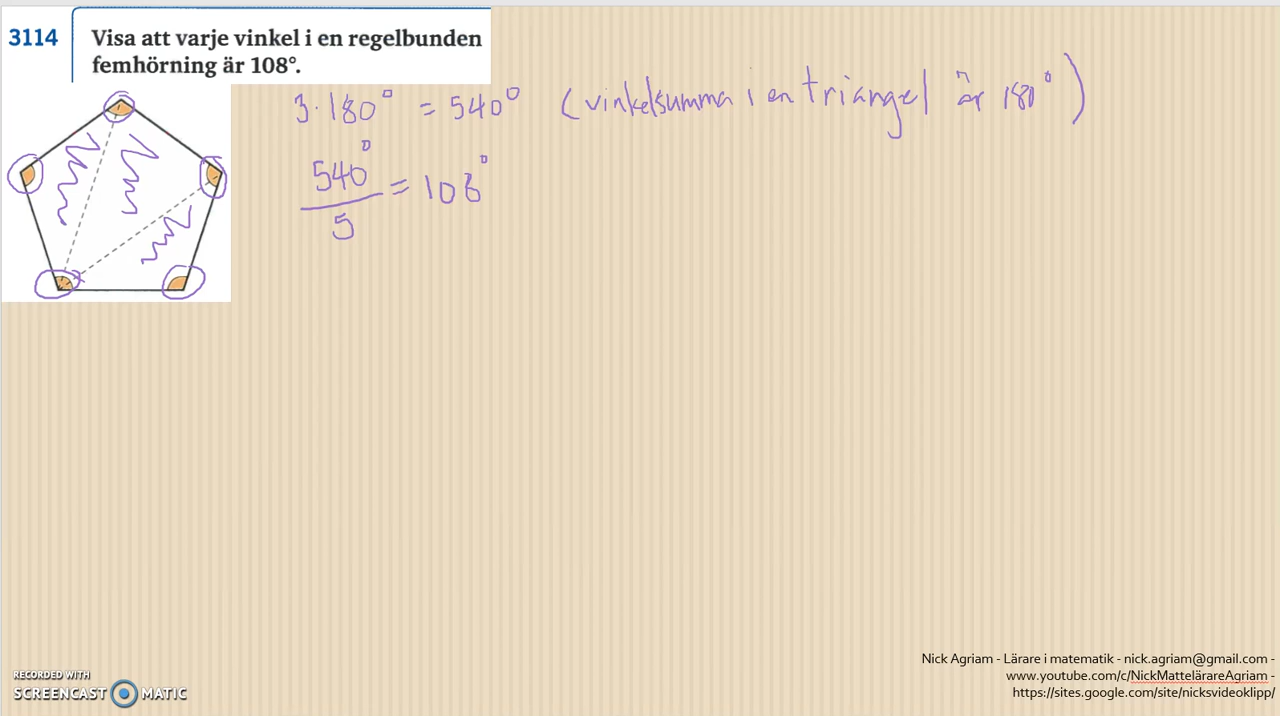 3114 Visa att varje vinkel i en regelbunden
femhörning är 108°.
3·180° = 540° (vinkelsumma i en triangel är 180°)
540°/5 = 108°
RECORDED WITH
SCREENCAST MATIC
Nick Agriam - Lärare i matematik - nick.agriam@gmail.com -
www.youtube.com/c/NickMattelärareAgriam -
https://sites.google.com/site/nicksvideoklipp/